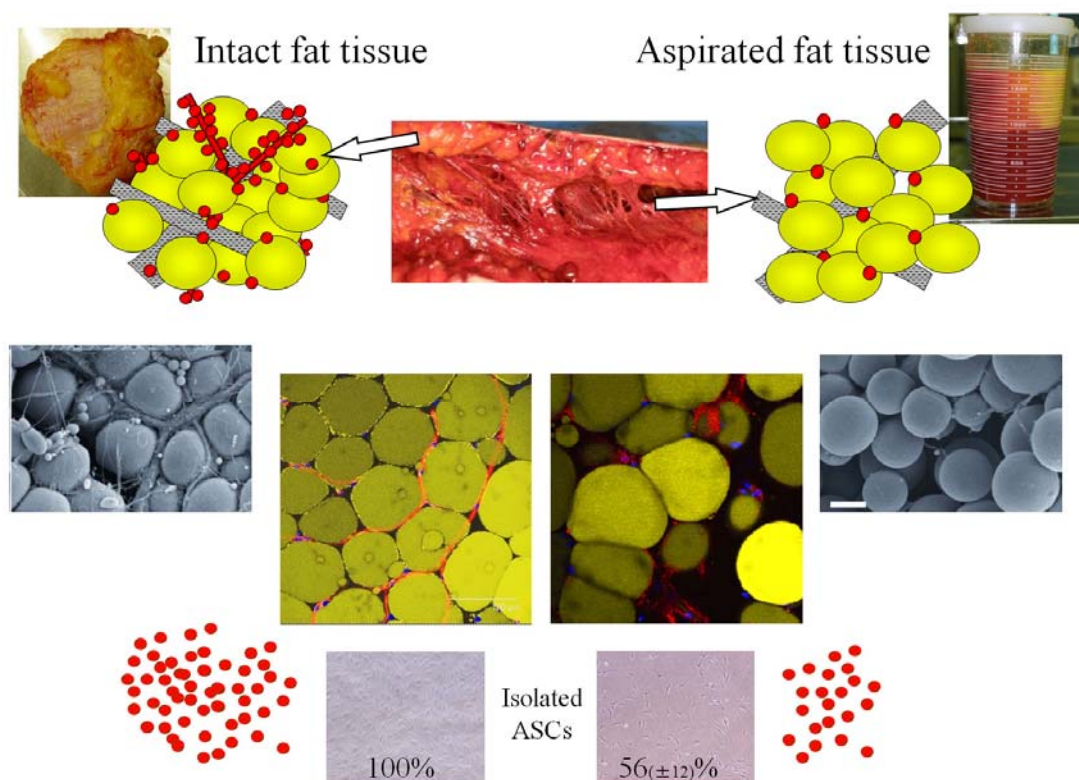 Intact fat tissue
Aspirated fat tissue
Isolated
ASCs
100%
56(±12)%